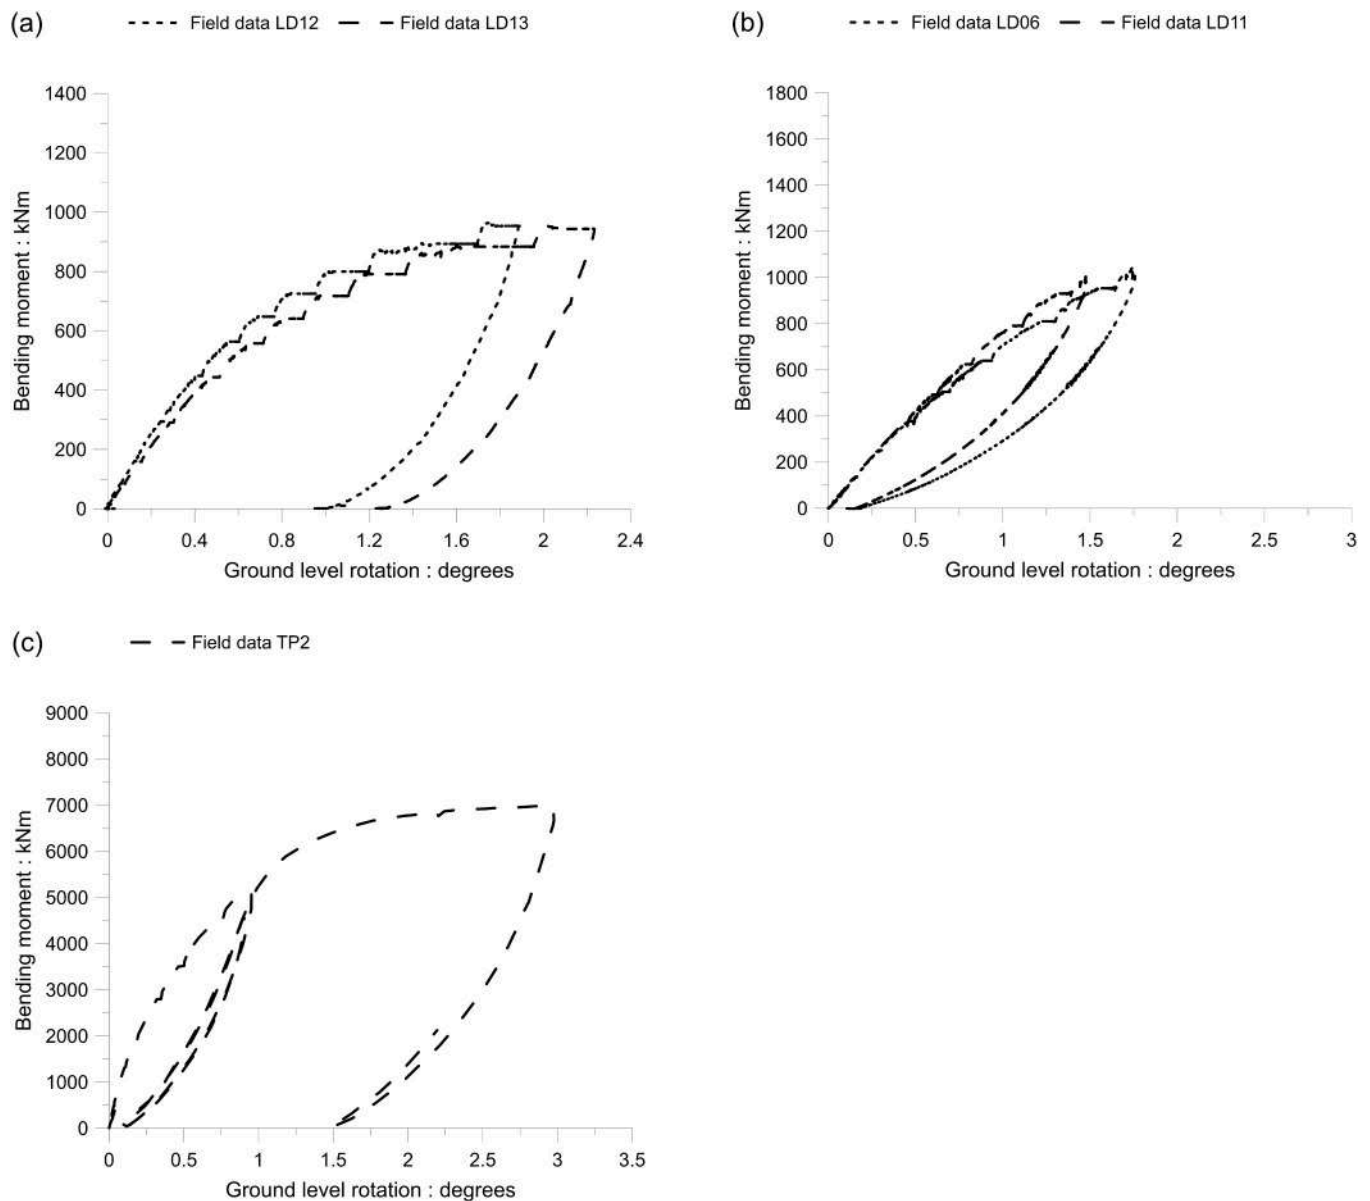 (a)
Field data LD12
Field data LD13
1400
1200
1000
800
600
400
200
0
Bending moment : kNm
0 0.4 0.8 1.2 1.6 2 2.4
Ground level rotation : degrees
(b)
Field data LD06
Field data LD11
1800
1600
1400
1200
1000
800
600
400
200
0
Bending moment : kNm
0 0.5 1 1.5 2 2.5 3
Ground level rotation : degrees
(c)
Field data TP2
9000
8000
7000
6000
5000
4000
3000
2000
1000
0
Bending moment : kNm
0 0.5 1 1.5 2 2.5 3 3.5
Ground level rotation : degrees